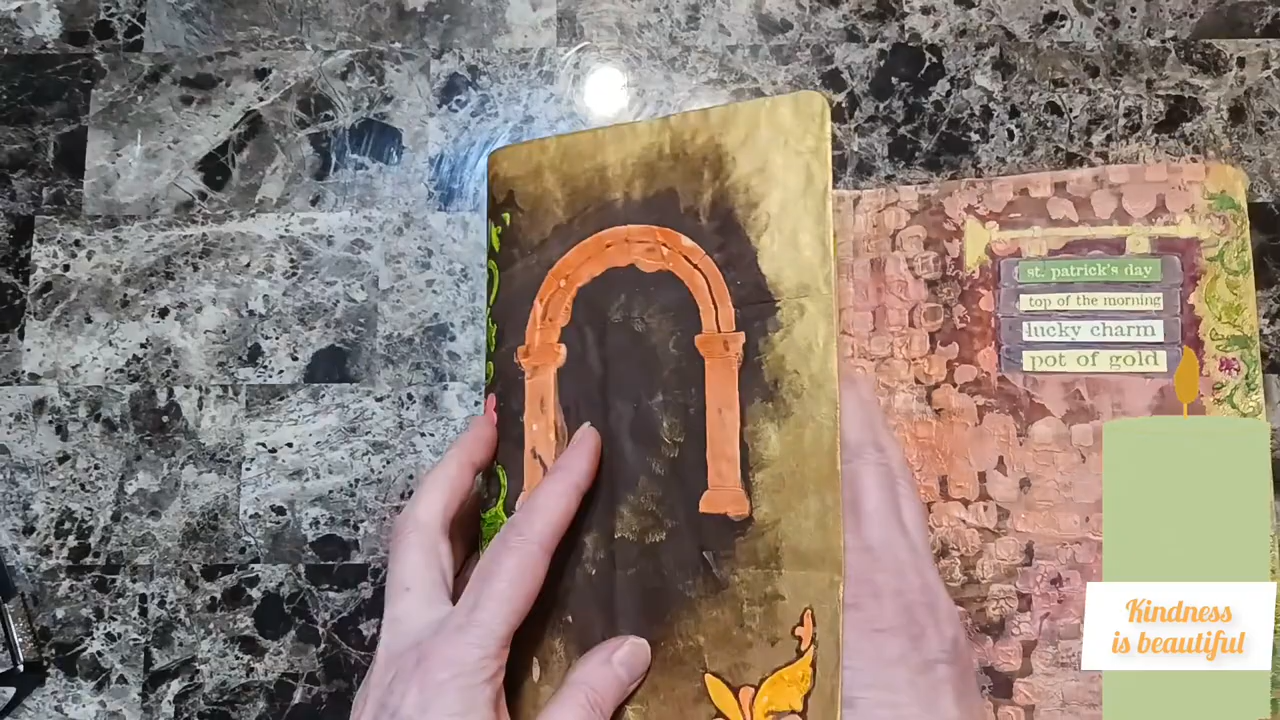 st. patrick's day
top of the morning
lucky charm
pot of gold
Kindness
is beautiful